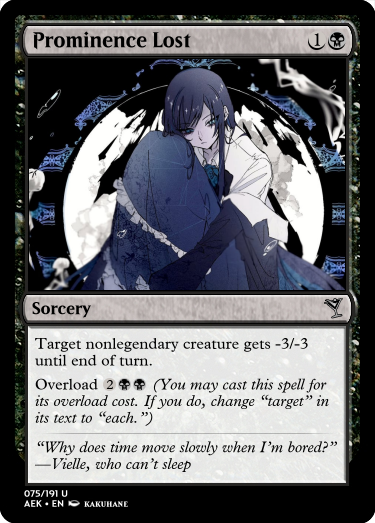 Prominence Lost 1
Sorcery
Target nonlegendary creature gets -3/-3
until end of turn.
Overload 2 (You may cast this spell for
its overload cost. If you do, change “target” in
its text to “each.”)
“Why does time move slowly when I'm bored?”
—Vielle, who can't sleep
075/191 U
AEK • EN KAKUHANE